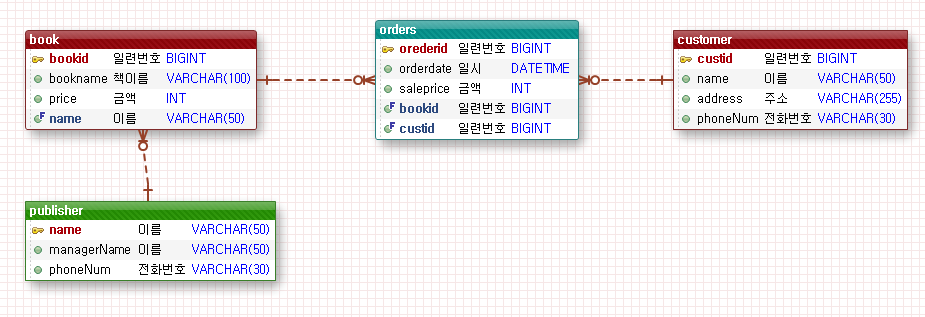 book
bookid 일련번호 BIGINT
bookname 책이름 VARCHAR(100)
price 금액 INT
name 이름 VARCHAR(50)
orders
orederid 일련번호 BIGINT
orderdate 일시 DATETIME
saleprice 금액 INT
bookid 일련번호 BIGINT
custid 일련번호 BIGINT
customer
custid 일련번호 BIGINT
name 이름 VARCHAR(50)
address 주소 VARCHAR(255)
phoneNum 전화번호 VARCHAR(30)
publisher
name 이름 VARCHAR(50)
managerName 이름 VARCHAR(50)
phoneNum 전화번호 VARCHAR(30)